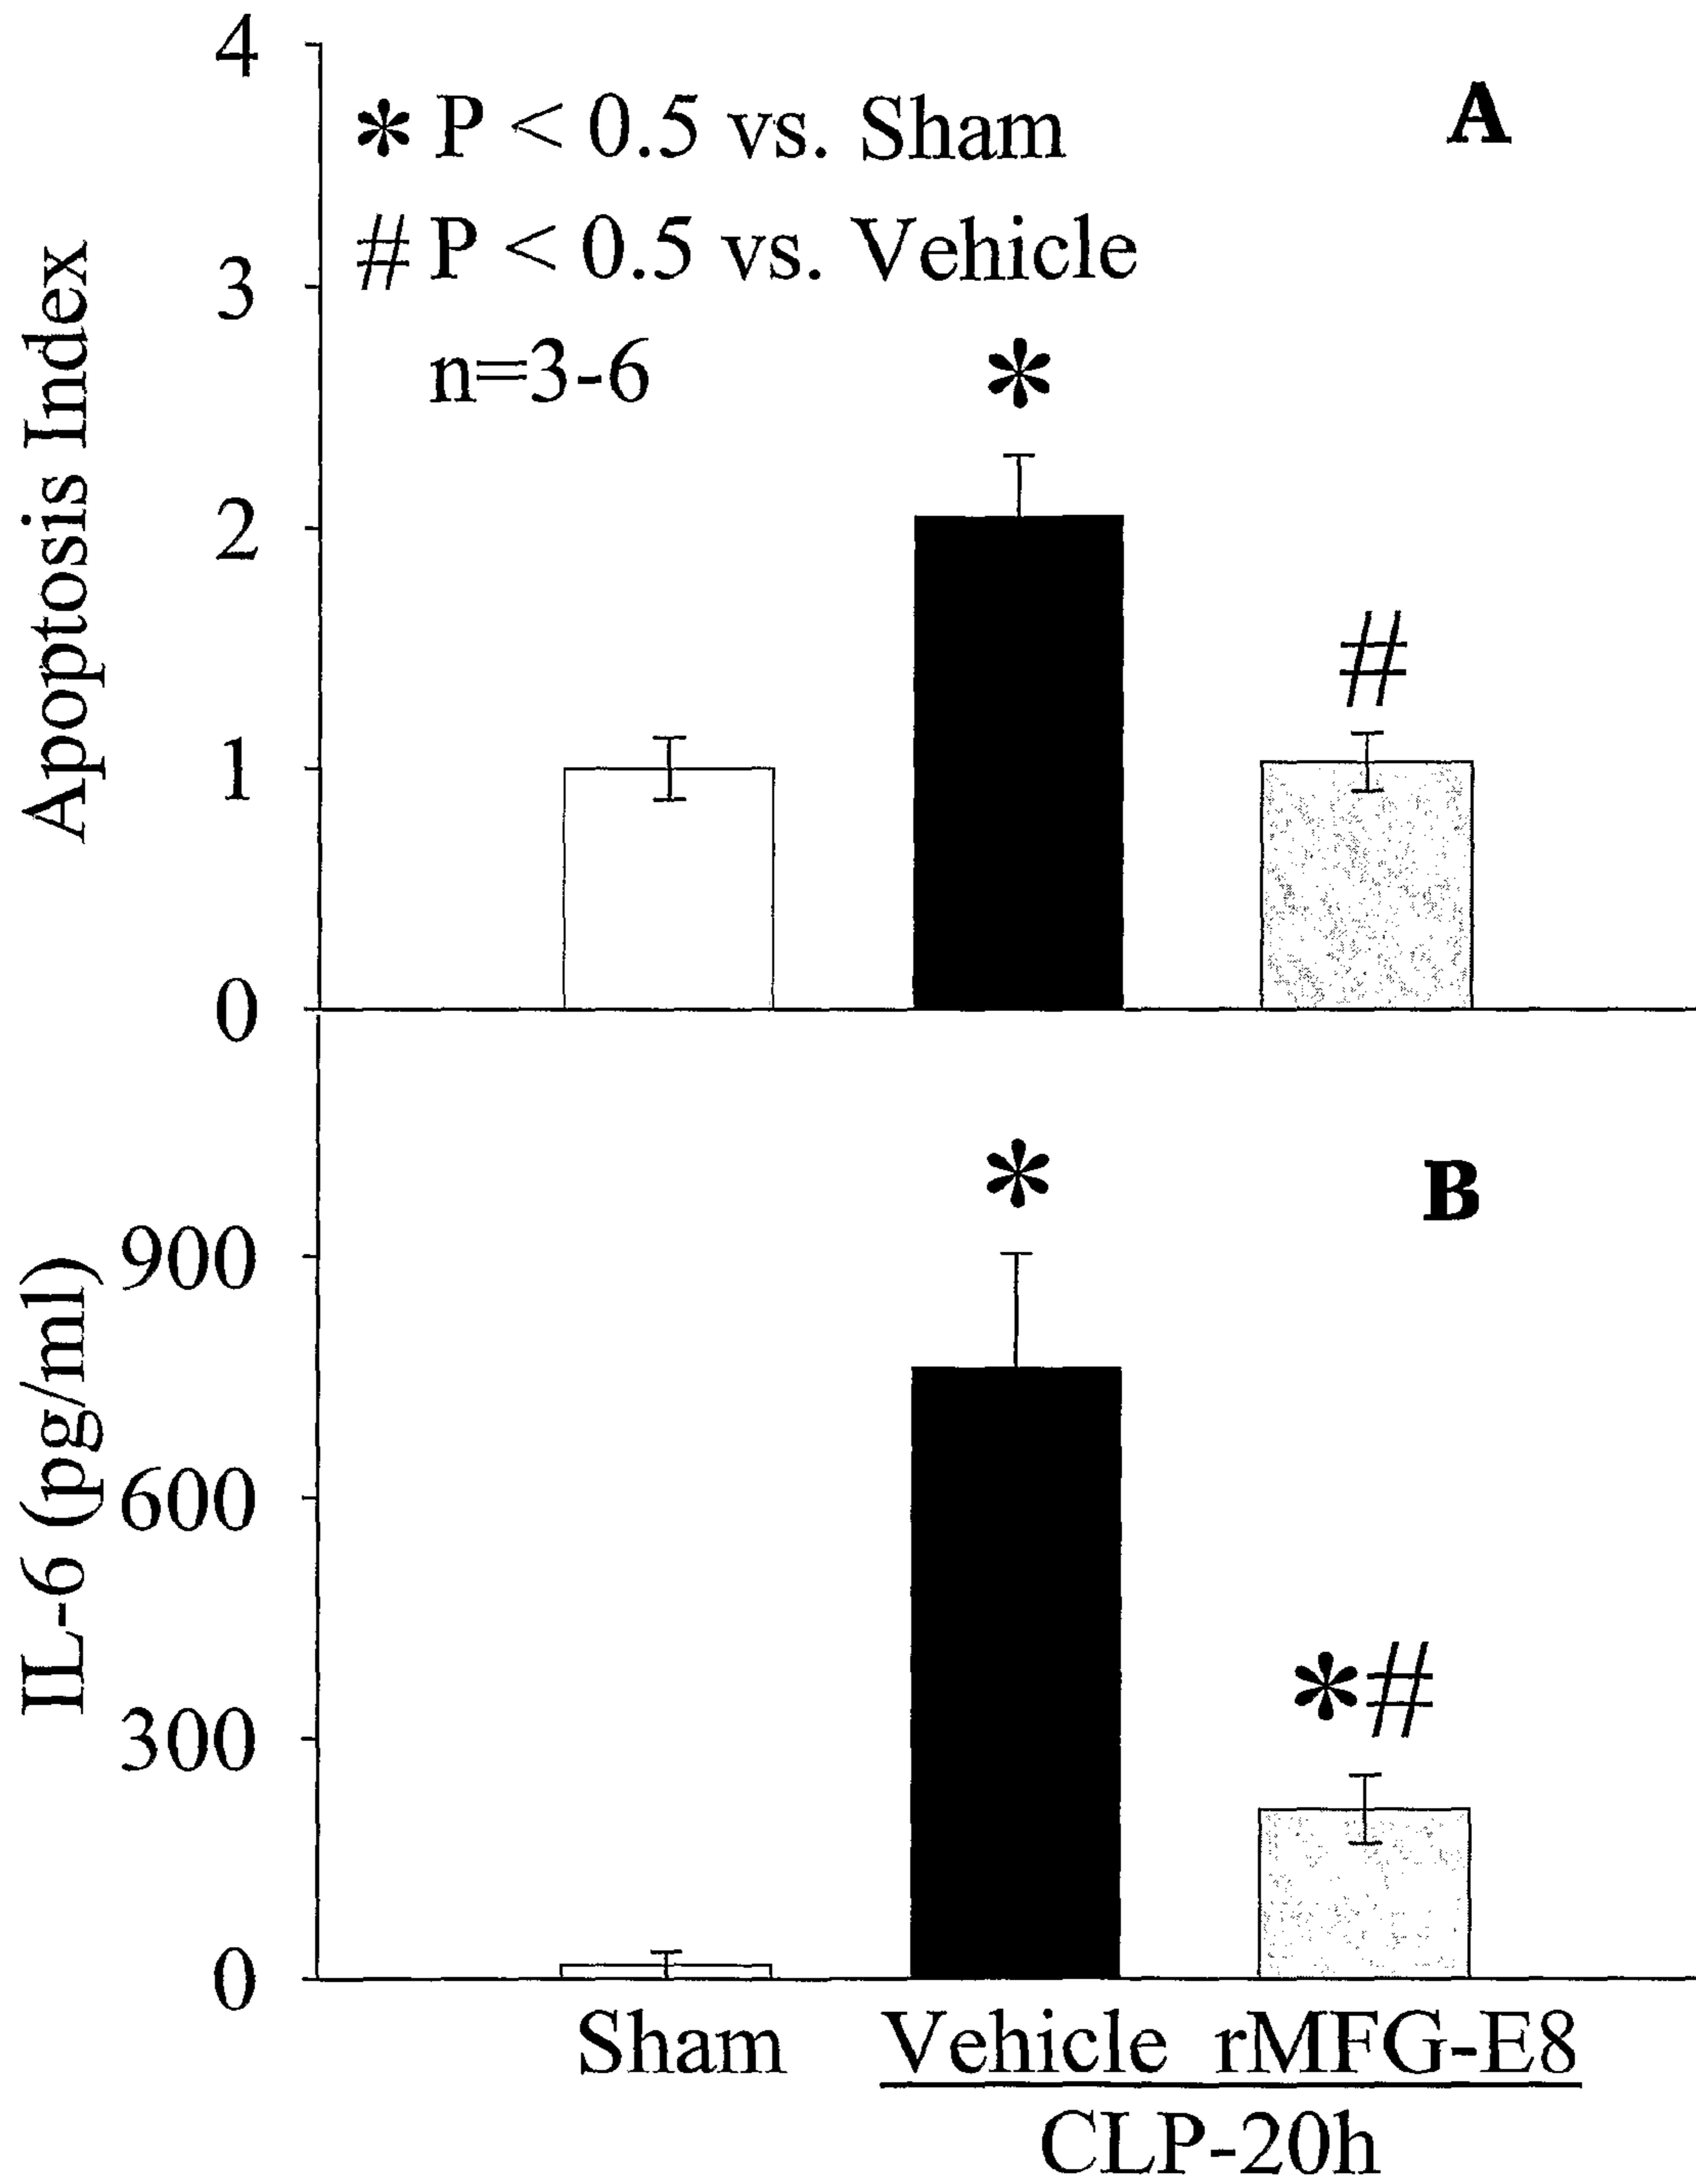 4
A
* P < 0.5 vs. Sham
# P < 0.5 vs. Vehicle
3
n=3-6
*
Apoptosis Index
2
#
1
0
*
B
900
IL-6 (pg/ml)
600
*#
300
0
Sham Vehicle rMFG-E8
CLP-20h